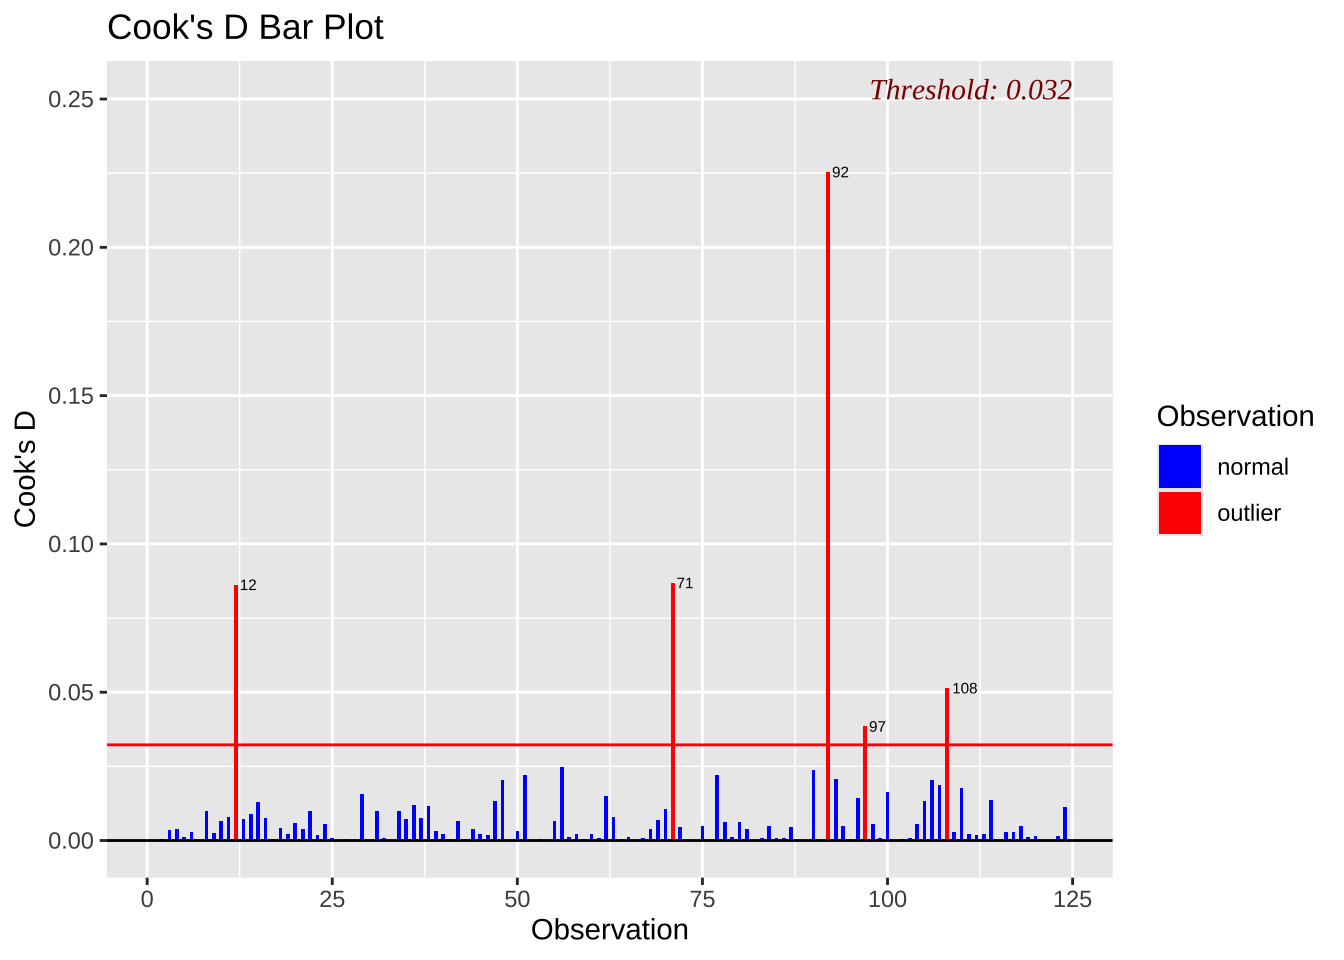 Cook's D Bar Plot
Threshold: 0.032
0.25
0.20
0.15
0.10
0.05
0.00
Cook's D
12
71
92
97
108
0 25 50 75 100 125
Observation
Observation
normal
outlier